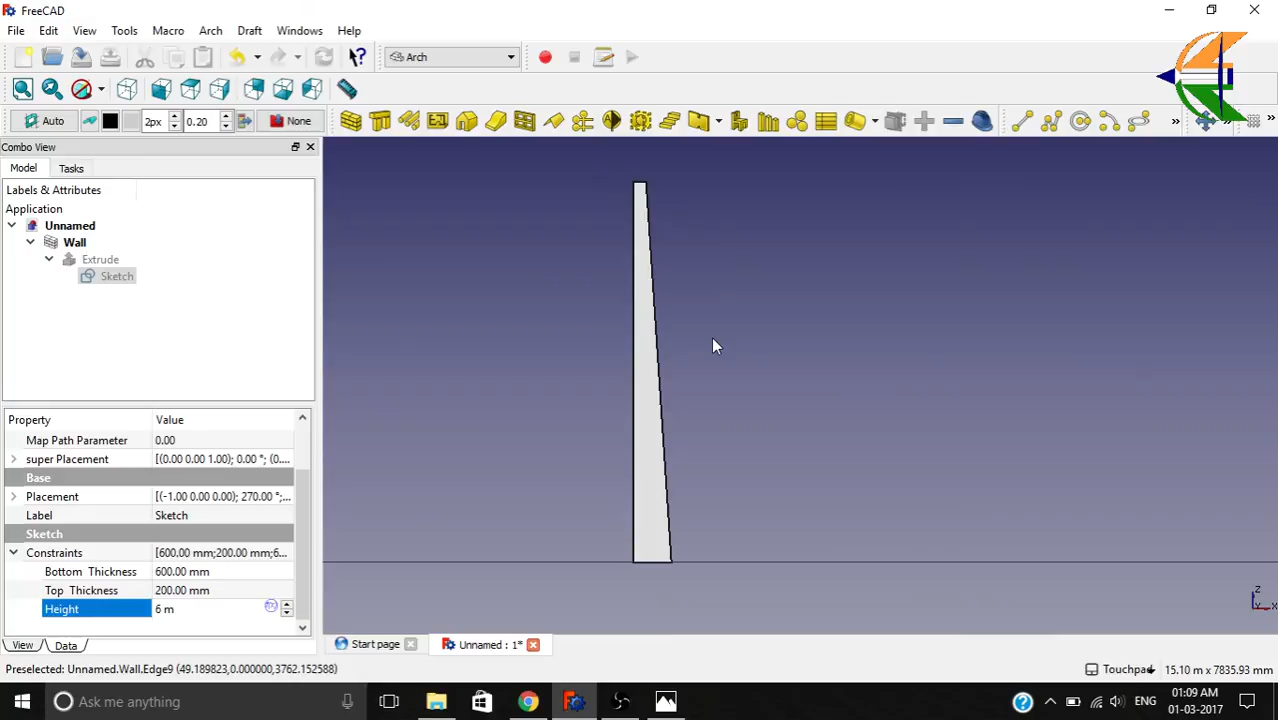 FreeCAD
File Edit View Tools Macro Arch Draft Windows Help
Arch
Auto 2px 0.20 None
Combo View
Model Tasks
Labels & Attributes
Application
Unnamed
Wall
Extrude
Sketch
Property Value
Map Path Parameter 0.00
super Placement [(0.00 0.00 1.00); 0.00 °; (0....
Base
Placement [(-1.00 0.00 0.00); 270.00 °;...
Label Sketch
Sketch
Constraints [600.00 mm;200.00 mm;6...
Bottom Thickness 600.00 mm
Top Thickness 200.00 mm
Height 6 m
View Data
Start page Unnamed : 1*
Preselected: Unnamed.Wall.Edge9 (49.189823,0.000000,3762.152588)
Touchpad 15.10 m x 7835.93 mm
Ask me anything
ENG
01:09 AM
01-03-2017
Z
Y
X